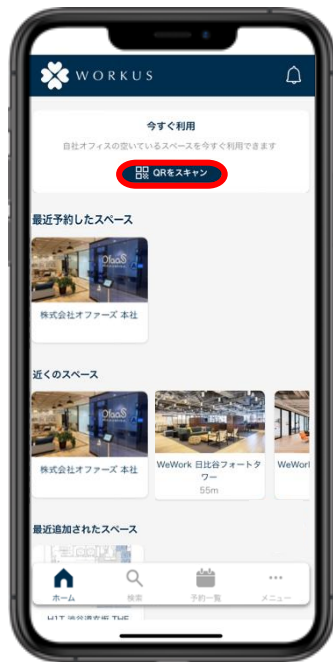 WORKUS
今すぐ利用
自社オフィスの空いているスペースを今すぐ利用できます
QRをスキャン
最近予約したスペース
OfaaS
株式会社オファーズ 本社
近くのスペース
OfaaS
株式会社オファーズ 本社
WeWork 日比谷フォートタ
ワー
55m
WeWorl
最近追加されたスペース
ホーム
検索
予約一覧
メニュー